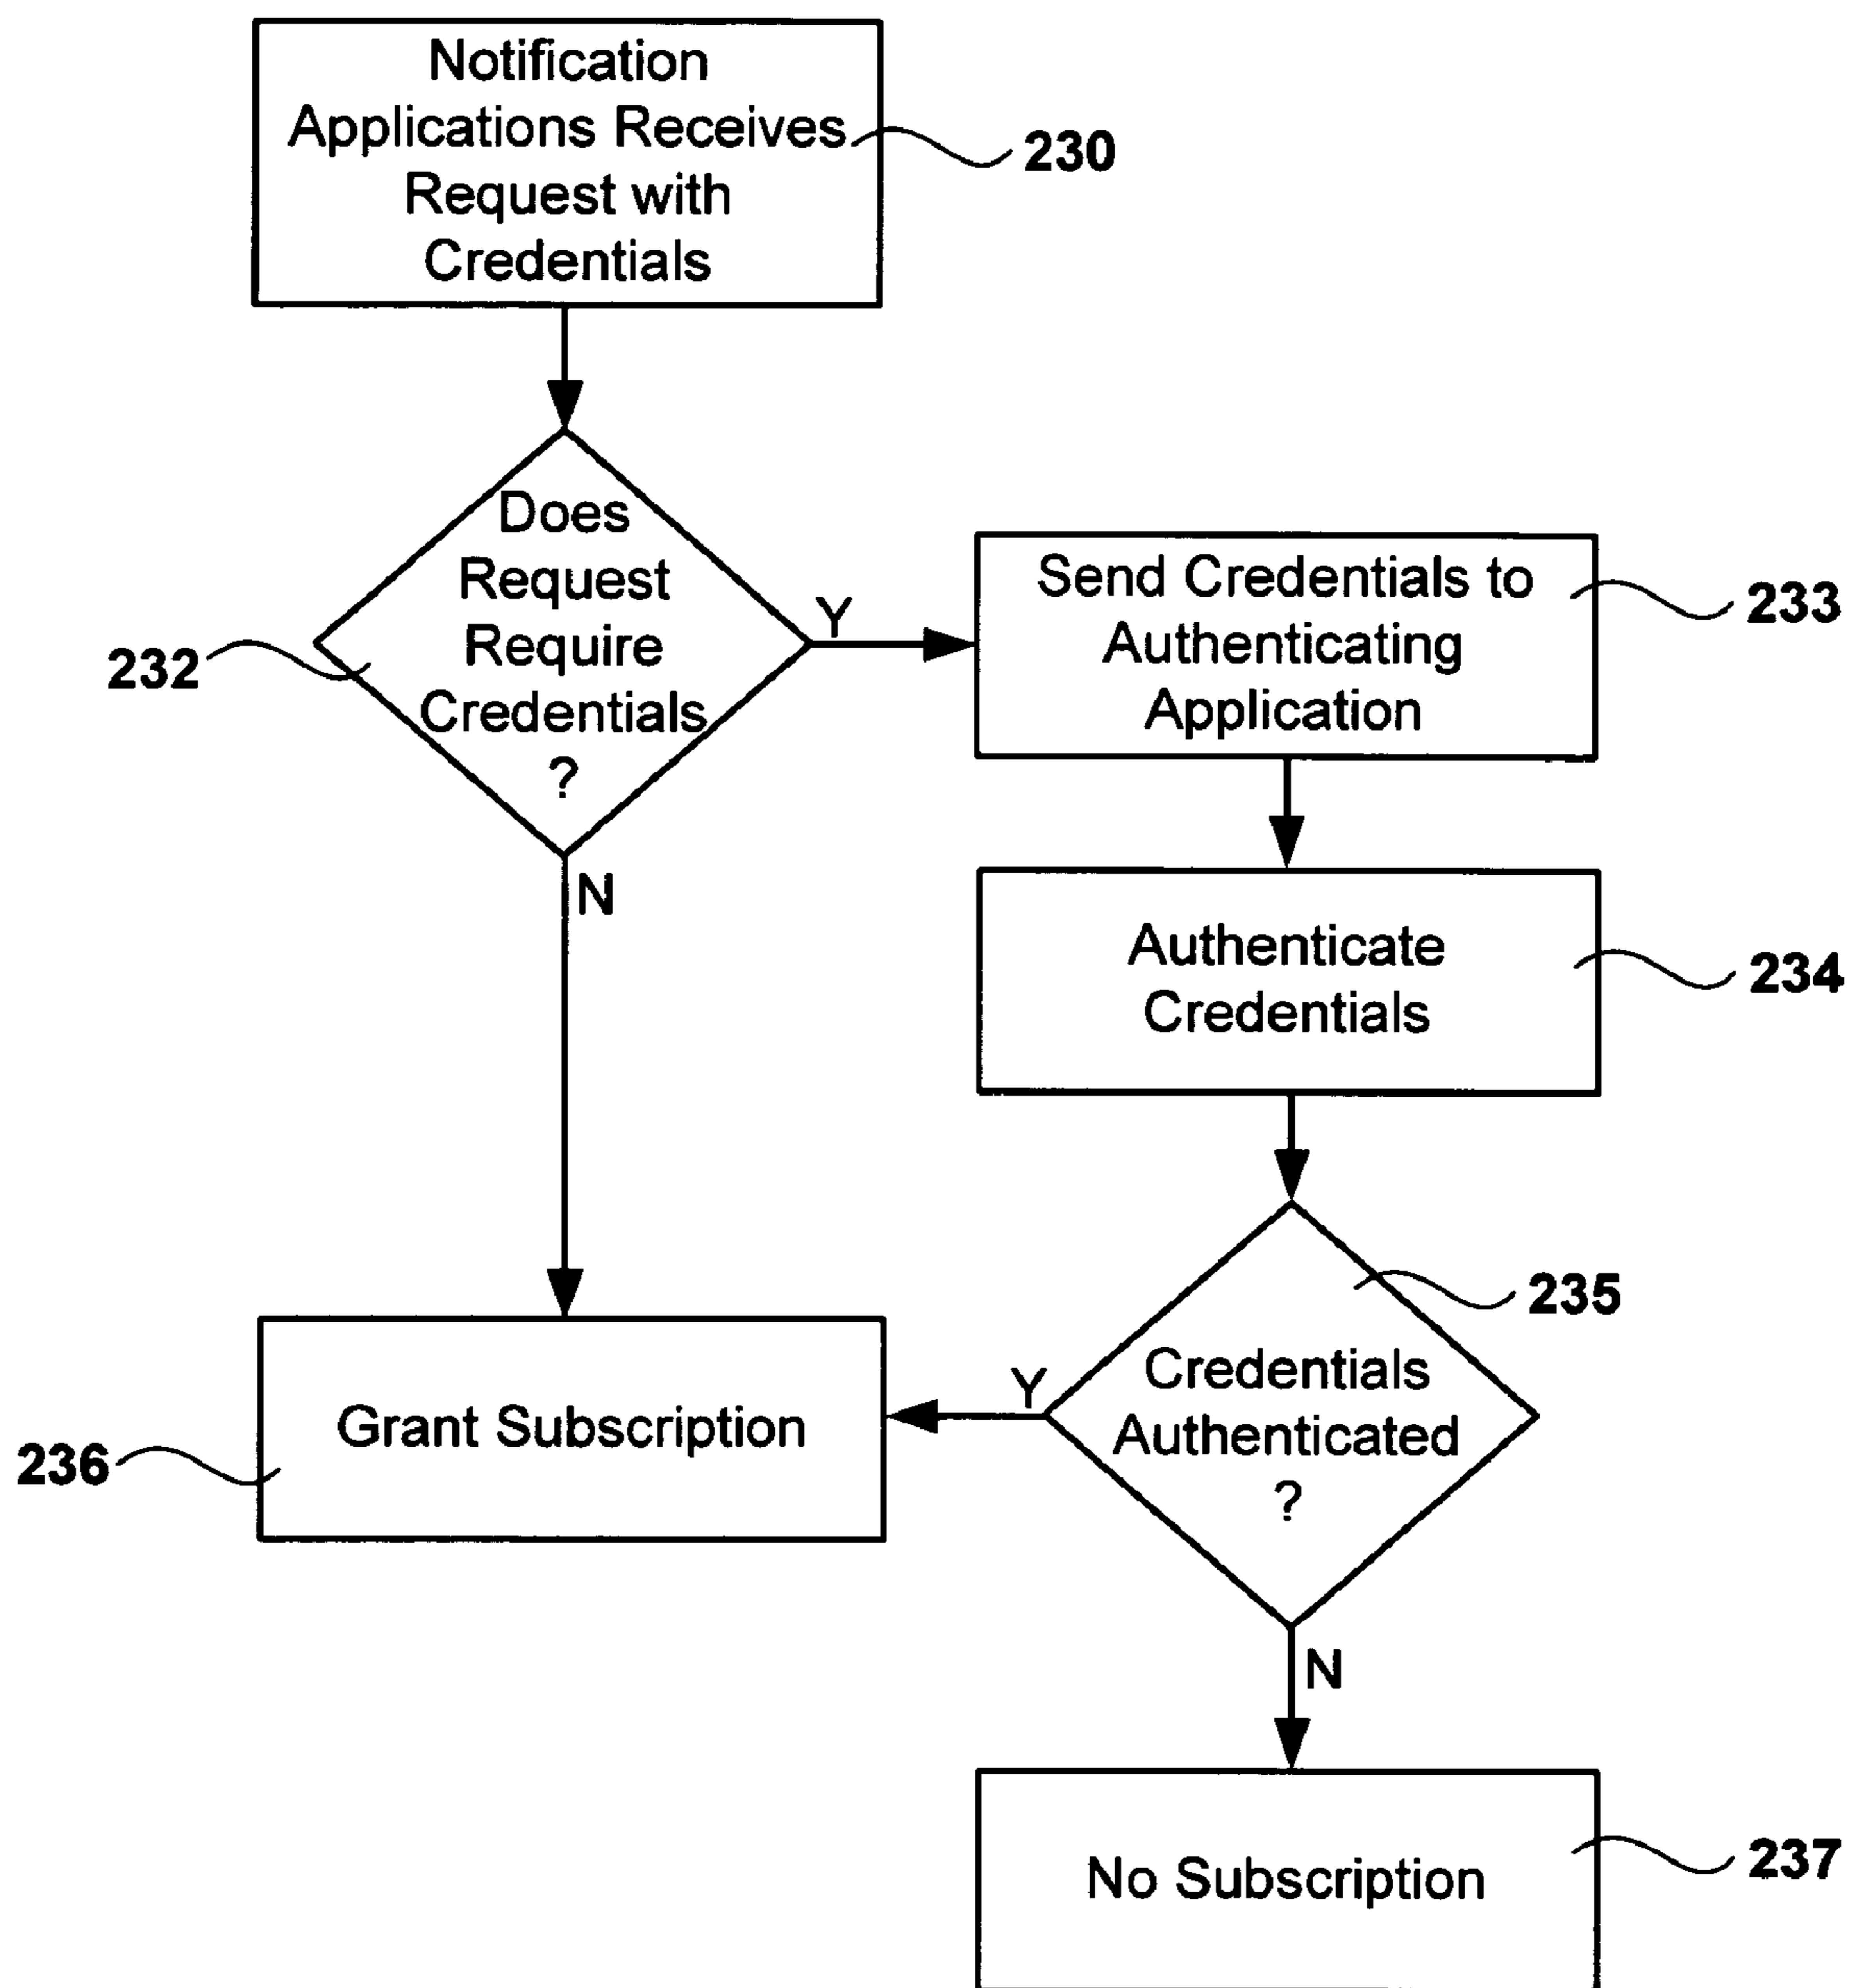 Notification
Applications Receives
Request with
Credentials
230
Does
Request
Require
Credentials
?
232
Y
N
Send Credentials to
Authenticating
Application
233
Authenticate
Credentials
234
Credentials
Authenticated
?
235
Y
N
Grant Subscription
236
No Subscription
237